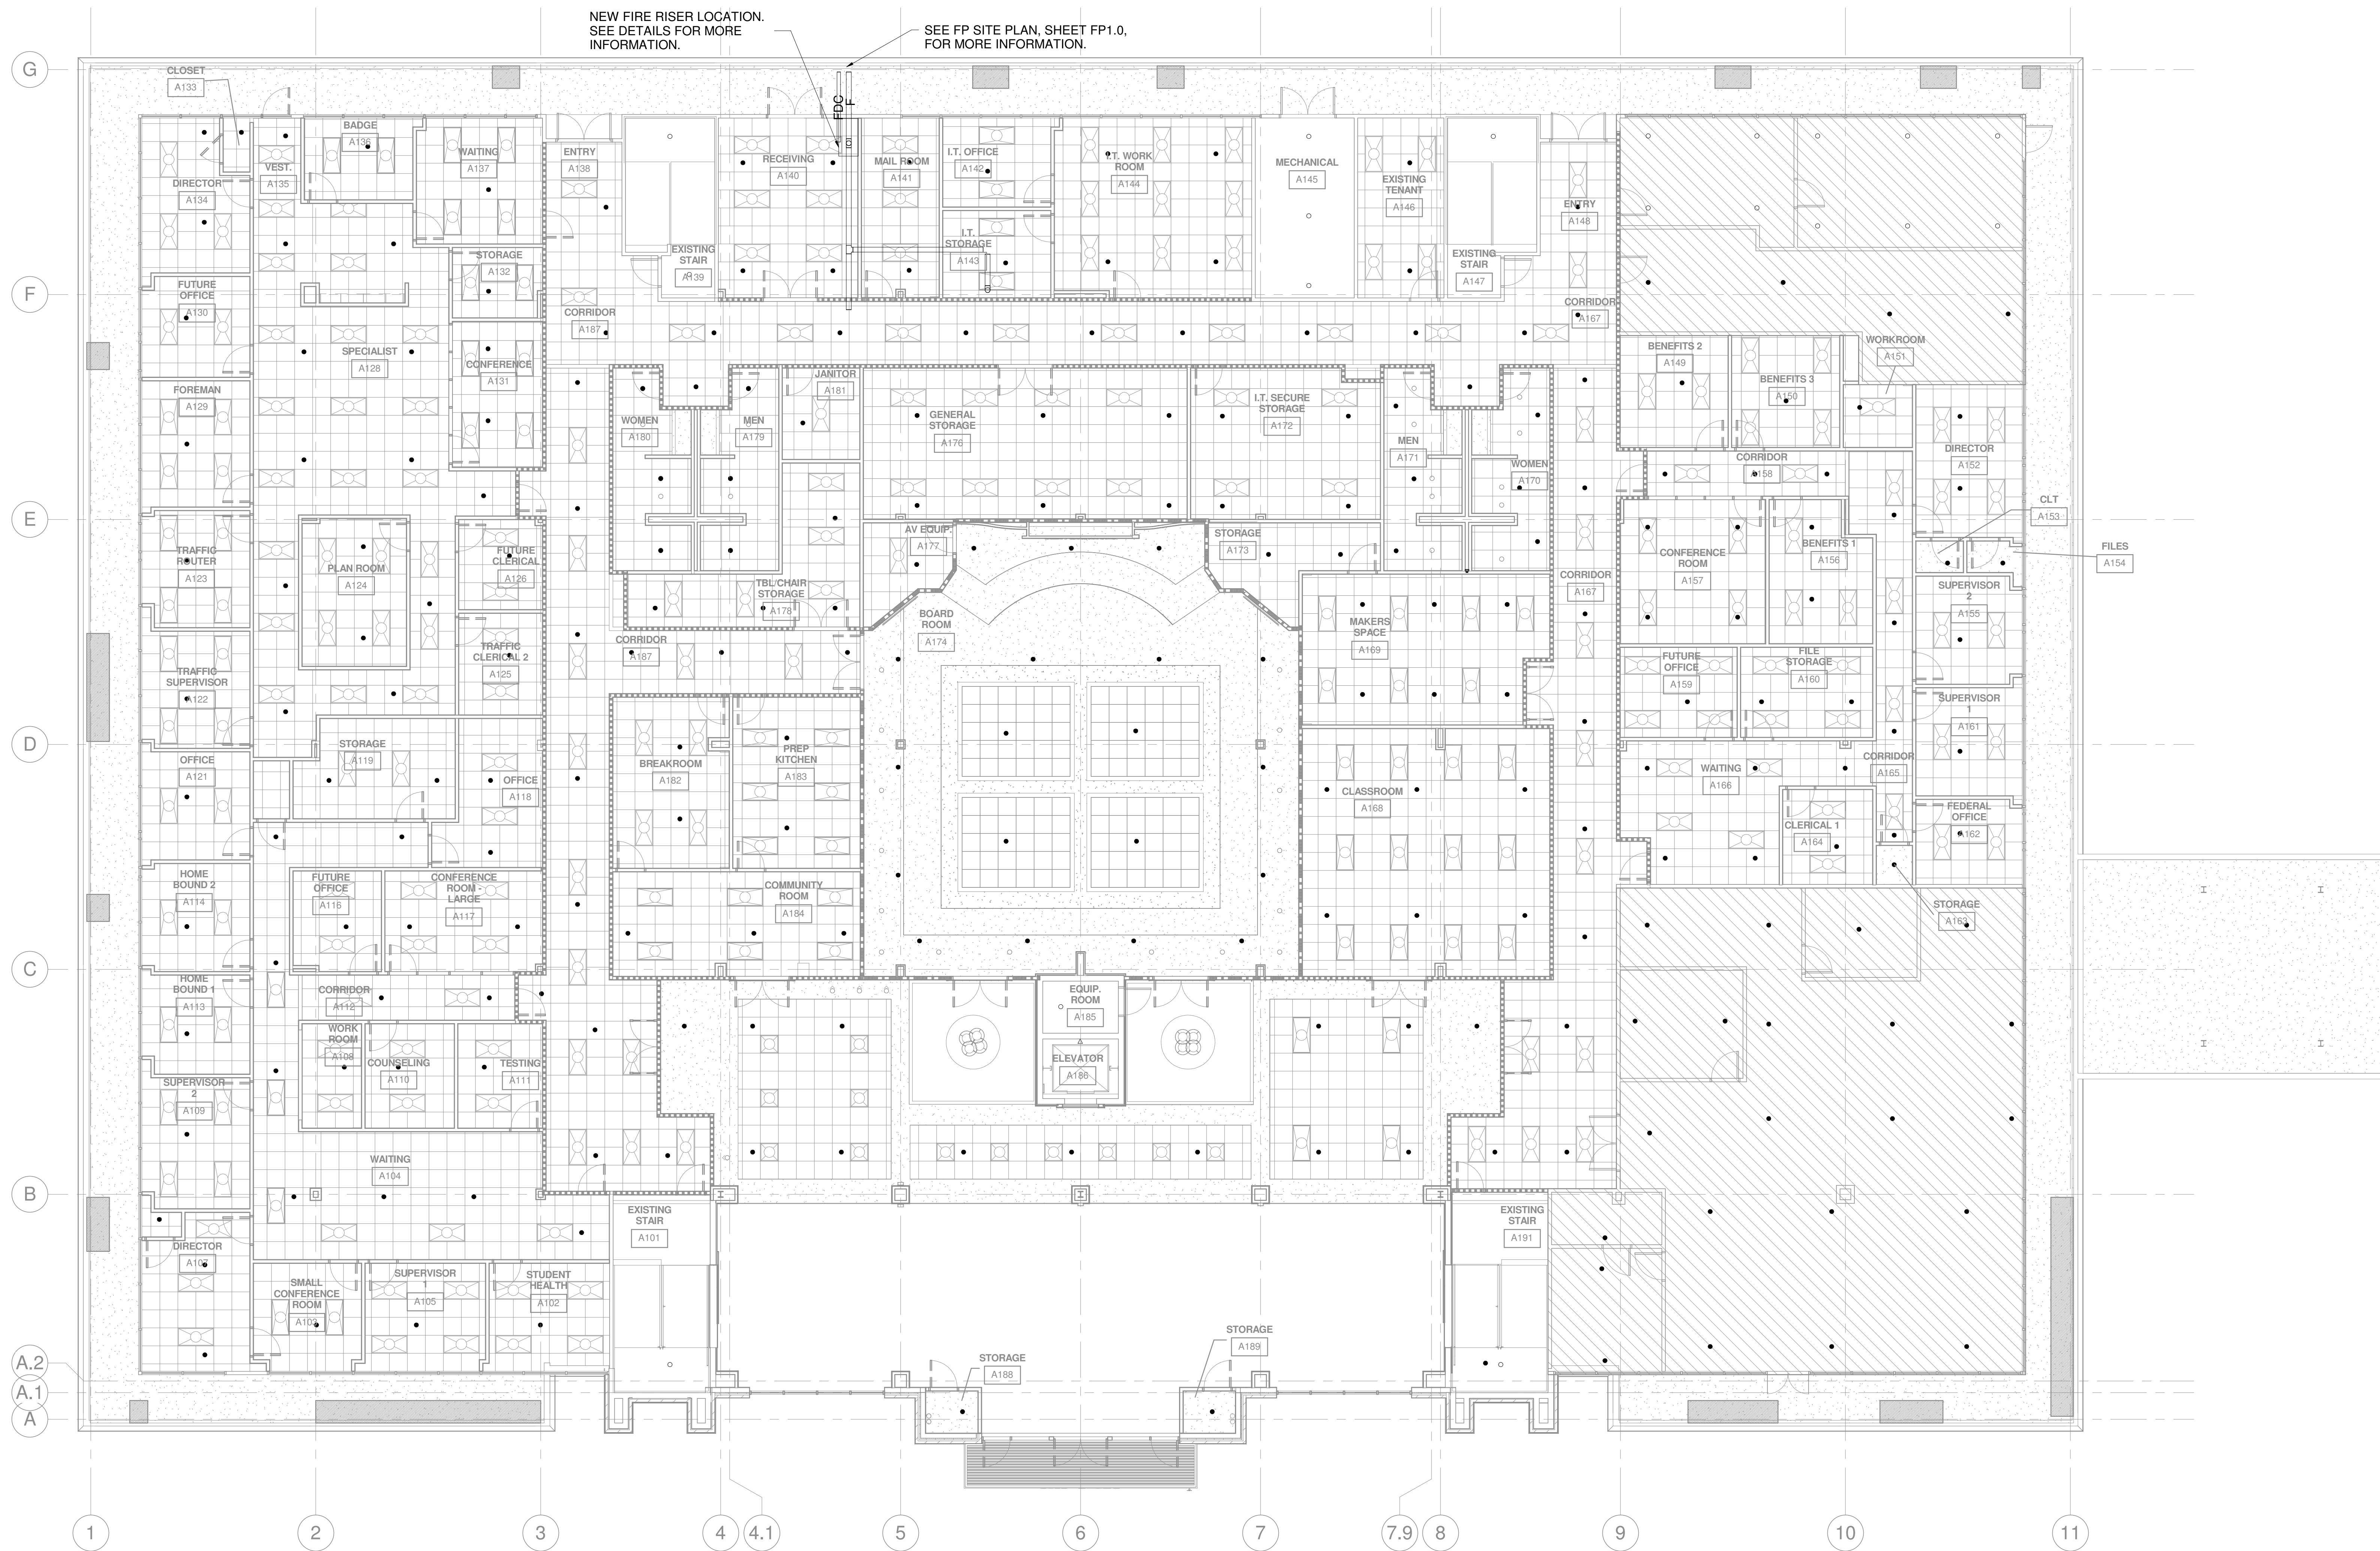 NEW FIRE RISER LOCATION.
SEE DETAILS FOR MORE
INFORMATION.
SEE FP SITE PLAN, SHEET FP1.0,
FOR MORE INFORMATION.
G
FDC
F
CLOSET
A133
DIRECTOR
A134
VEST.
A135
BADGE
A136
WAITING
A137
ENTRY
A138
EXISTING
STAIR
A139
RECEIVING
A140
MAIL ROOM
A141
I.T. OFFICE
A142
I.T.
STORAGE
A143
I.T. WORK
ROOM
A144
MECHANICAL
A145
EXISTING
TENANT
A146
EXISTING
STAIR
A147
ENTRY
A148
STORAGE
A132
F
FUTURE
OFFICE
A130
CORRIDOR
A187
CORRIDOR
A167
SPECIALIST
A128
CONFERENCE
A131
FOREMAN
A129
JANITOR
A181
WOMEN
A180
MEN
A179
GENERAL
STORAGE
A176
I.T. SECURE
STORAGE
A172
MEN
A171
WOMEN
A170
BENEFITS 2
A149
BENEFITS 3
A150
WORKROOM
A151
CORRIDOR
A158
DIRECTOR
A152
CLT
A153
FILES
A154
E
TRAFFIC
ROUTER
A123
PLAN ROOM
A124
FUTURE
CLERICAL
A126
AV EQUIP.
A177
STORAGE
A173
TBL/CHAIR
STORAGE
A178
CORRIDOR
A167
CONFERENCE
ROOM
A157
BENEFITS 1
A156
SUPERVISOR
2
A155
BOARD
ROOM
A174
MAKERS
SPACE
A169
TRAFFIC
CLERICAL 2
A125
CORRIDOR
A187
TRAFFIC
SUPERVISOR
A122
FUTURE
OFFICE
A159
FILE
STORAGE
A160
SUPERVISOR
1
A161
D
OFFICE
A121
STORAGE
A119
OFFICE
A118
BREAKROOM
A182
PREP
KITCHEN
A183
CLASSROOM
A168
WAITING
A166
CORRIDOR
A165
CLERICAL 1
A164
FEDERAL
OFFICE
A162
HOME
BOUND 2
A114
FUTURE
OFFICE
A116
CONFERENCE
ROOM -
LARGE
A117
COMMUNITY
ROOM
A184
STORAGE
A163
C
HOME
BOUND 1
A113
CORRIDOR
A112
EQUIP.
ROOM
A185
WORK
ROOM
A108
COUNSELING
A110
TESTING
A111
ELEVATOR
A186
SUPERVISOR
2
A109
WAITING
A104
B
EXISTING
STAIR
A101
EXISTING
STAIR
A191
DIRECTOR
A107
SMALL
CONFERENCE
ROOM
A103
SUPERVISOR
1
A105
STUDENT
HEALTH
A102
STORAGE
A189
STORAGE
A188
A.2
A.1
A
1
2
3
4
4.1
5
6
7
7.9
8
9
10
11